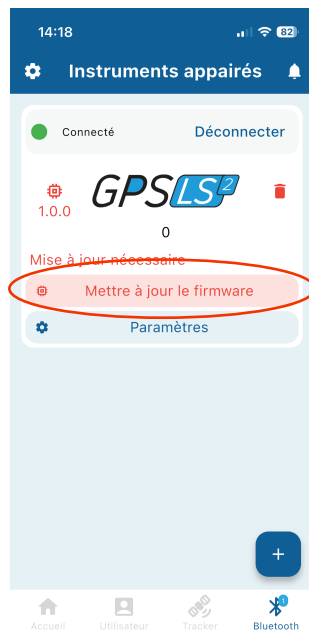 14:18
82
Instruments appairés
Connecté
Déconnecter
1.0.0
GPSLS2
0
Mise à jour nécessaire
Mettre à jour le firmware
Paramètres
+
Accueil
Utilisateur
Tracker
1
Bluetooth